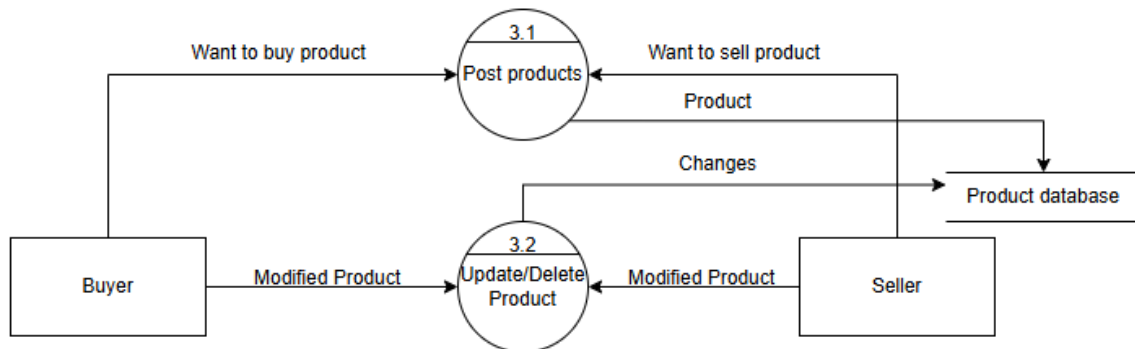 3.1
Want to buy product
Post products
Want to sell product
Product
Changes
Product database
3.2
Buyer
Modified Product
Update/Delete
Product
Modified Product
Seller